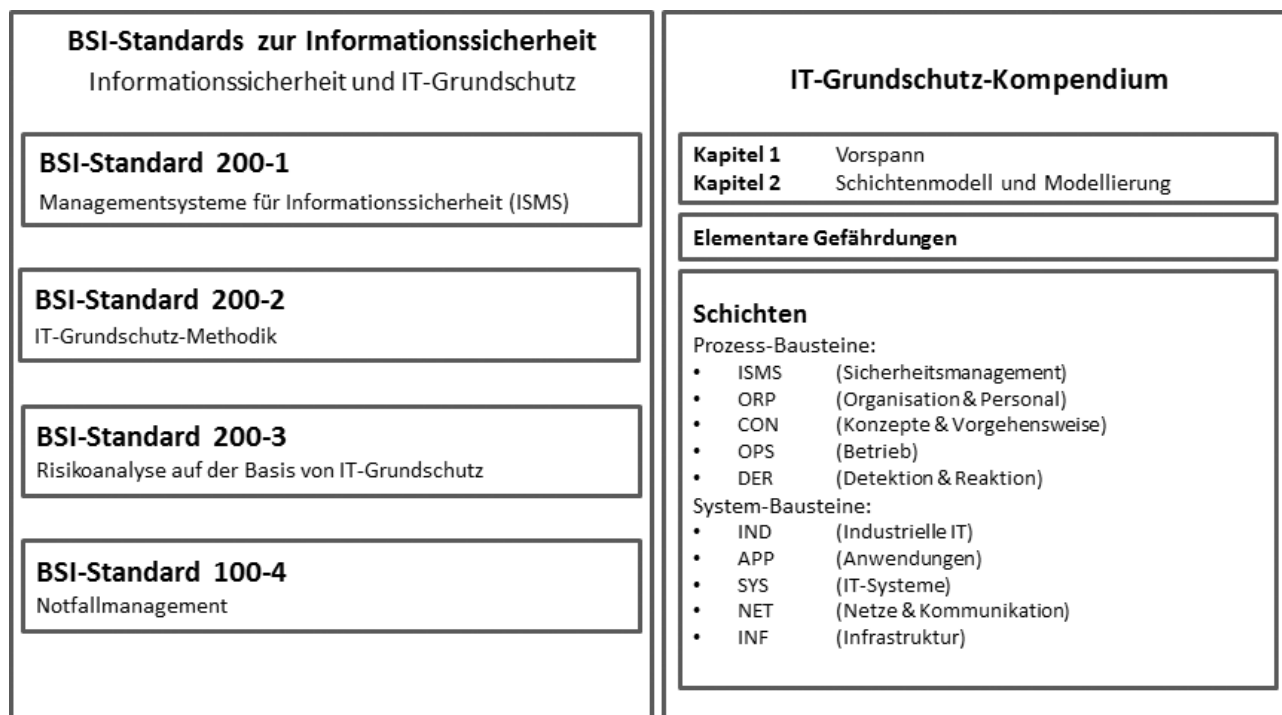 BSI-Standards zur Informationssicherheit
Informationssicherheit und IT-Grundschutz
BSI-Standard 200-1
Managementsysteme für Informationssicherheit (ISMS)
BSI-Standard 200-2
IT-Grundschutz-Methodik
BSI-Standard 200-3
Risikoanalyse auf der Basis von IT-Grundschutz
BSI-Standard 100-4
Notfallmanagement
IT-Grundschutz-Kompendium
Kapitel 1 Vorspann
Kapitel 2 Schichtenmodell und Modellierung
Elementare Gefährdungen
Schichten
Prozess-Bausteine:
• ISMS (Sicherheitsmanagement)
• ORP (Organisation & Personal)
• CON (Konzepte & Vorgehensweise)
• OPS (Betrieb)
• DER (Detektion & Reaktion)
System-Bausteine:
• IND (Industrielle IT)
• APP (Anwendungen)
• SYS (IT-Systeme)
• NET (Netze & Kommunikation)
• INF (Infrastruktur)